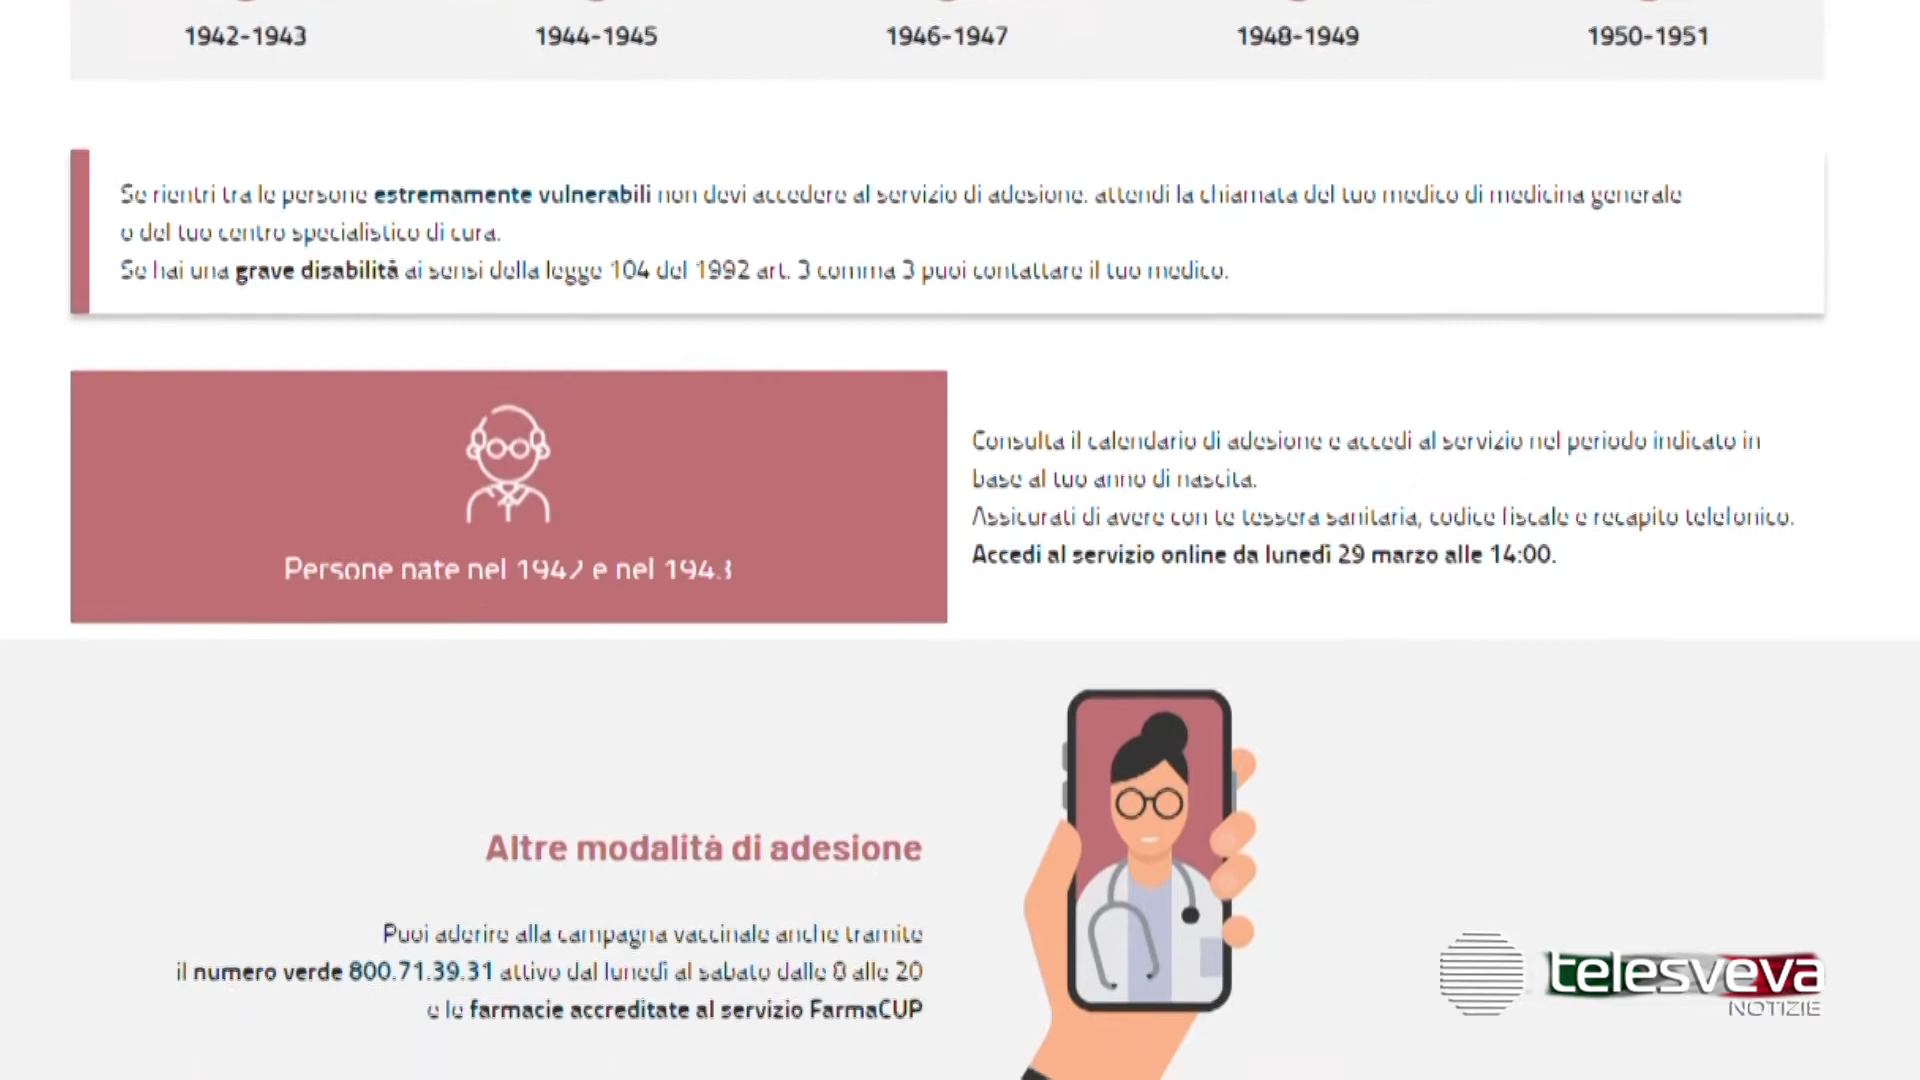 1942-1943 1944-1945 1946-1947 1948-1949 1950-1951
Se rientri tra le persone estremamente vulnerabili non devi accedere al servizio di adesione. attendi la chiamata del tuo medico di medicina generale
o del tuo centro specialistico di cura.
Se hai una grave disabilità ai sensi della legge 104 del 1992 art. 3 comma 3 puoi contattare il tuo medico.
Persone nate nel 1942 e nel 1943
Consulta il calendario di adesione e accedi al servizio nel periodo indicato in
base al tuo anno di nascita.
Assicurati di avere con te tessera sanitaria, codice fiscale e recapito telefonico.
Accedi al servizio online da lunedì 29 marzo alle 14:00.
Altre modalità di adesione
Puoi aderire alla campagna vaccinale anche tramite
il numero verde 800.71.39.31 attivo dal lunedì al sabato dalle 8 alle 20
e le farmacie accreditate al servizio FarmaCUP
telesveva
NOTIZIE